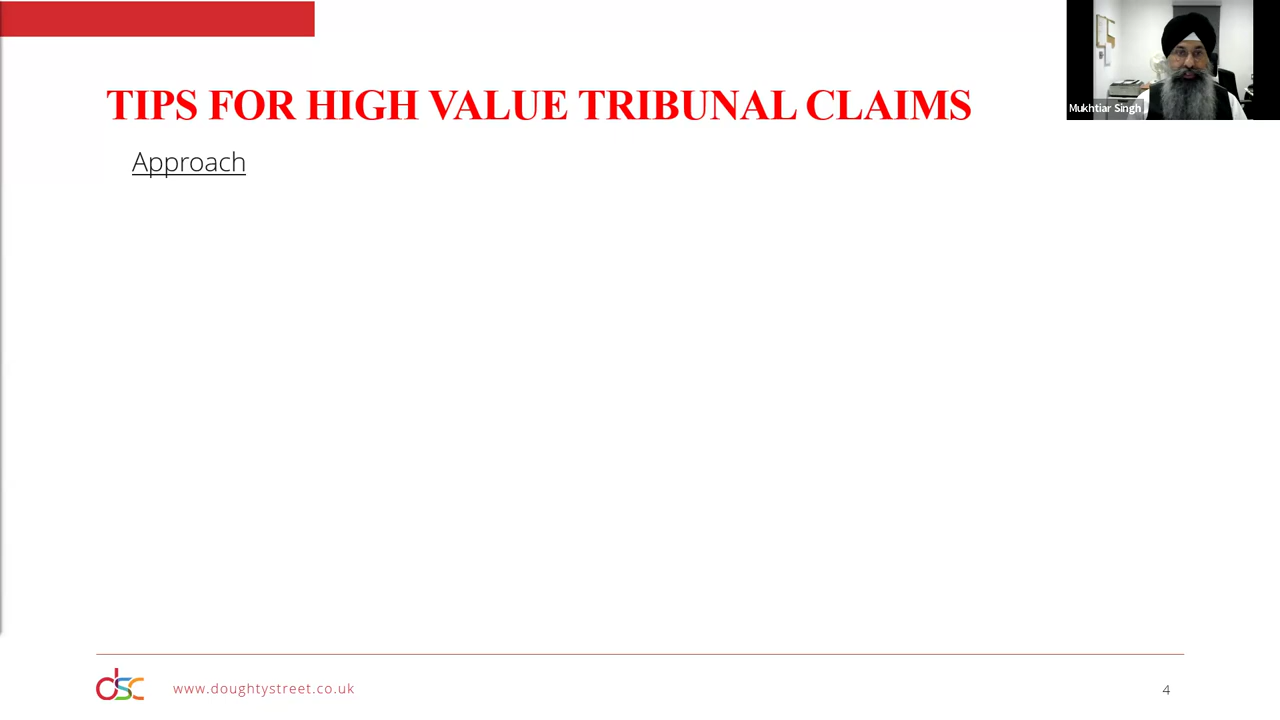 TIPS FOR HIGH VALUE TRIBUNAL CLAIMS
Mukhtiar Singh
Approach
dsc
www.doughtystreet.co.uk
4